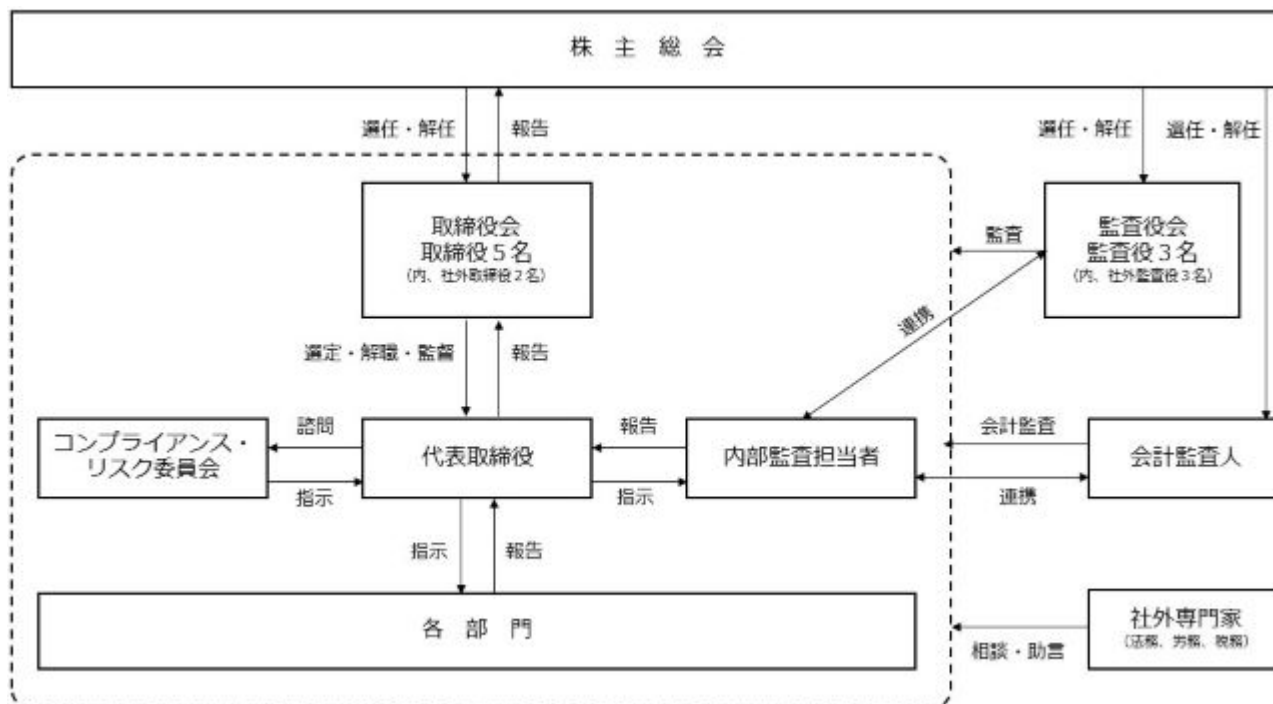 株 主 総 会
選任・解任
報告
選任・解任
選任・解任
取締役会
取締役５名
(内、社外取締役２名)
監査
監査役会
監査役３名
(内、社外監査役３名)
連携
選定・解職・監督
報告
コンプライアンス・
リスク委員会
諮問
指示
代表取締役
報告
指示
内部監査担当者
会計監査
連携
会計監査人
指示
報告
各 部 門
相談・助言
社外専門家
(法務、労務、税務)